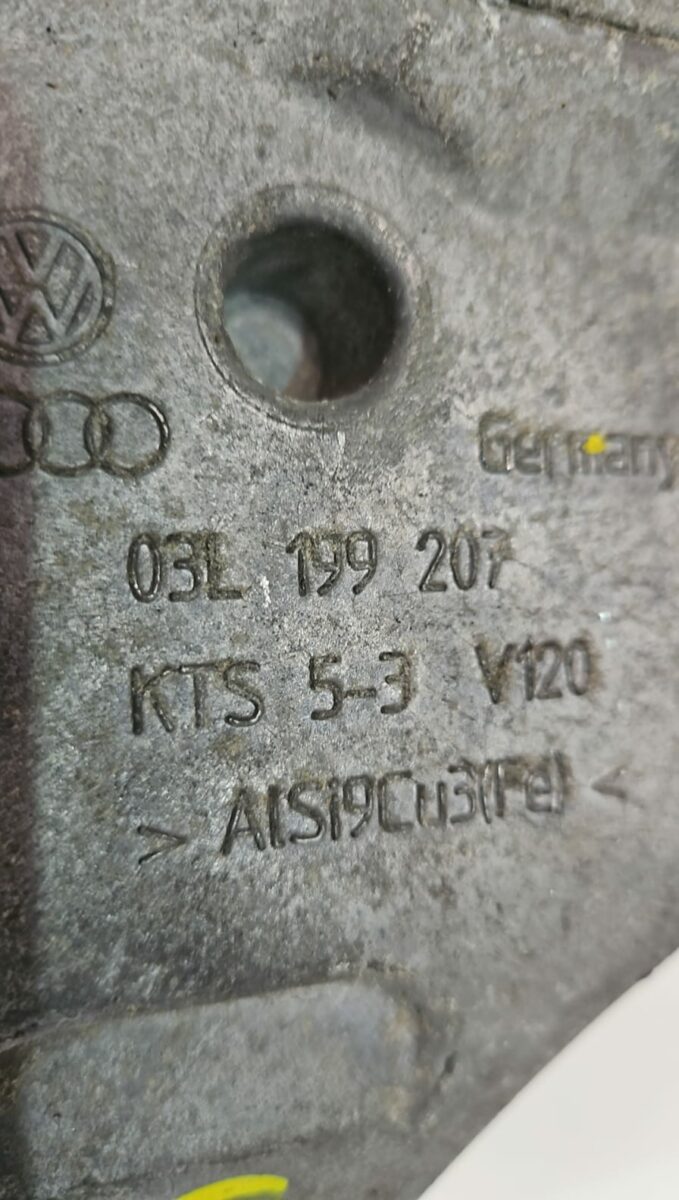 Germany
03L 199 207
KTS 5-3 V120
> AlSi9Cu3(Fe) <